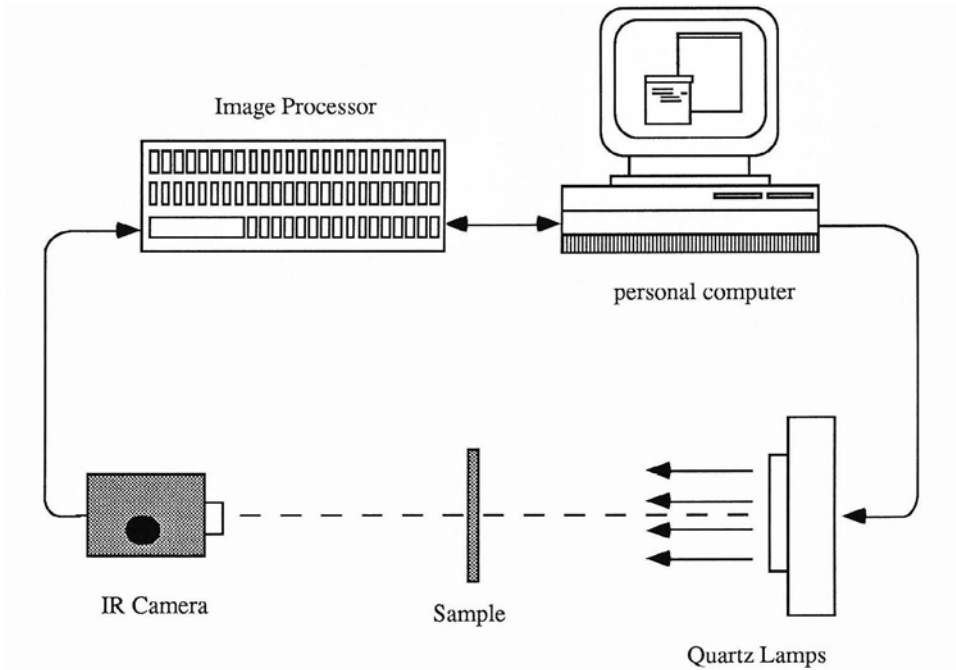 Image Processor
personal computer
IR Camera
Sample
Quartz Lamps